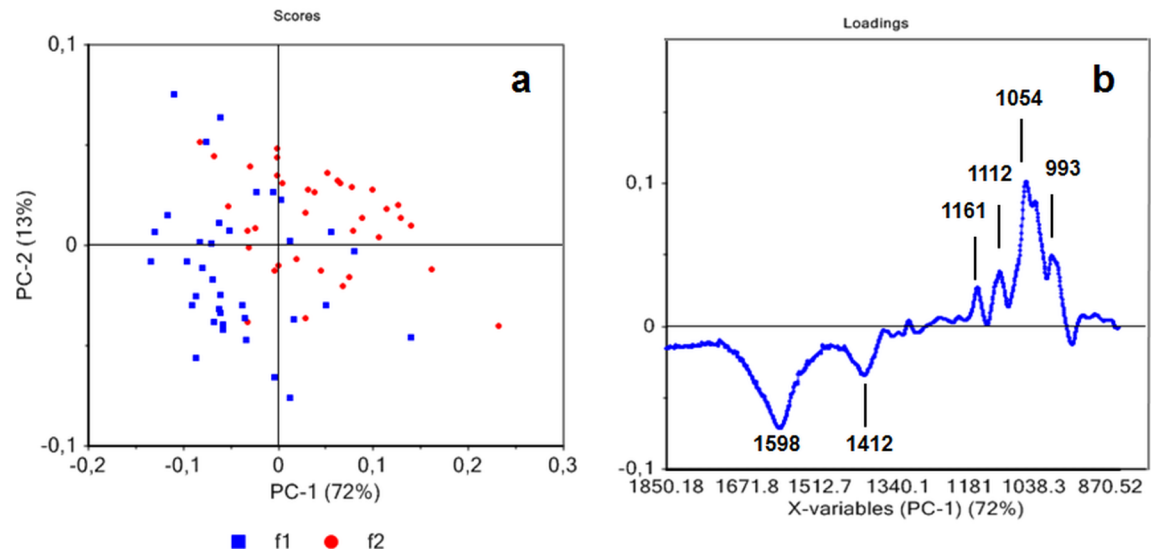 Scores
a
0,1
0
-0,1
PC-2 (13%)
-0,2 -0,1 0 0,1 0,2 0,3
PC-1 (72%)
f1 f2
Loadings
b
1054
1112 993
1161
0,1
0
-0,1
1598 1412
1850.18 1671.8 1512.7 1340.1 1181 1038.3 870.52
X-variables (PC-1) (72%)